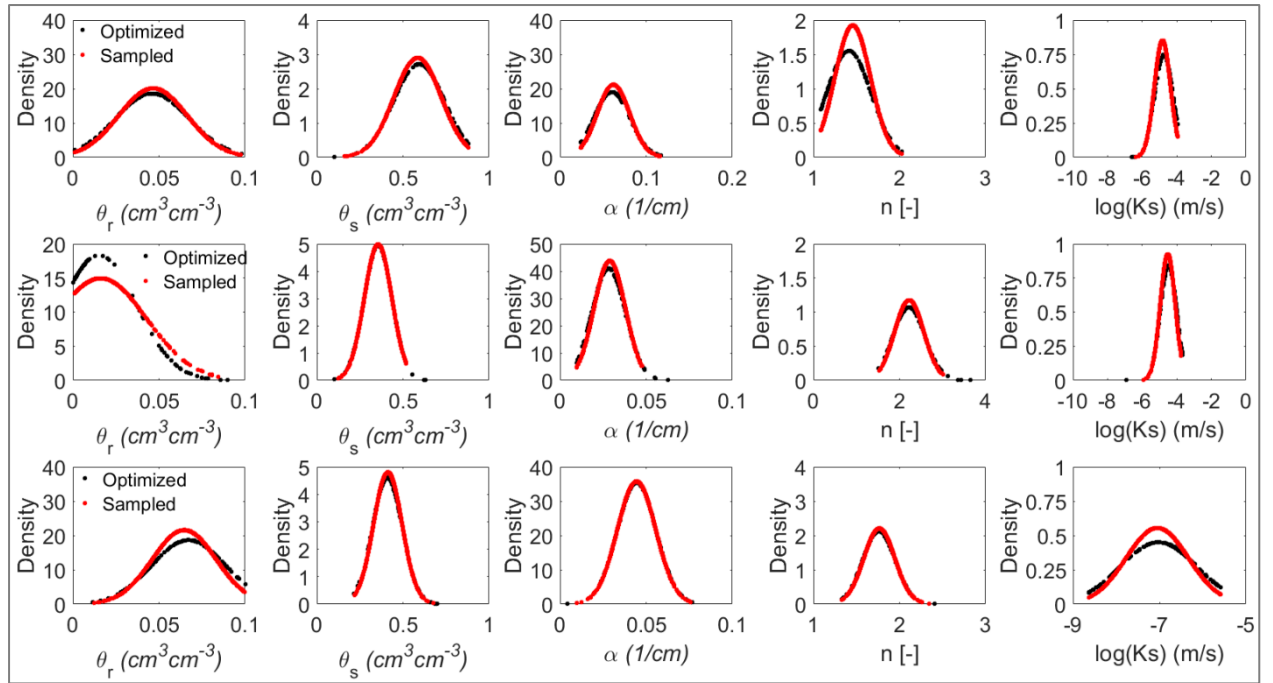 40 4 40 2 1
Optimized
Sampled
30 3 30 1.5 0.75
Density Density Density Density Density
20 2 20 1 0.5
10 1 10 0.5 0.25
0 0 0 0 0
0 0.05 0.1 0 0.5 1 0 0.1 0.2 1 2 3 -10 -8 -6 -4 -2 0
θr (cm³cm⁻³) θs (cm³cm⁻³) α (1/cm) n [-] log(Ks) (m/s)
20 5 50 2 1
Optimized
Sampled
15 4 40 1.5 0.75
Density Density Density Density Density
10 3 30 1 0.5
2 20
5 1 10 0.5 0.25
0 0 0 0 0
0 0.05 0.1 0 0.5 1 0 0.05 0.1 0 2 4 -10 -8 -6 -4 -2 0
θr (cm³cm⁻³) θs (cm³cm⁻³) α (1/cm) n [-] log(Ks) (m/s)
40 5 40 4 1
Optimized
Sampled
30 4 30 3 0.75
Density Density Density Density Density
20 3 20 2 0.5
2
10 1 10 1 0.25
0 0 0 0 0
0 0.05 0.1 0 0.5 1 0 0.05 0.1 1 2 3 -9 -7 -5
θr (cm³cm⁻³) θs (cm³cm⁻³) α (1/cm) n [-] log(Ks) (m/s)